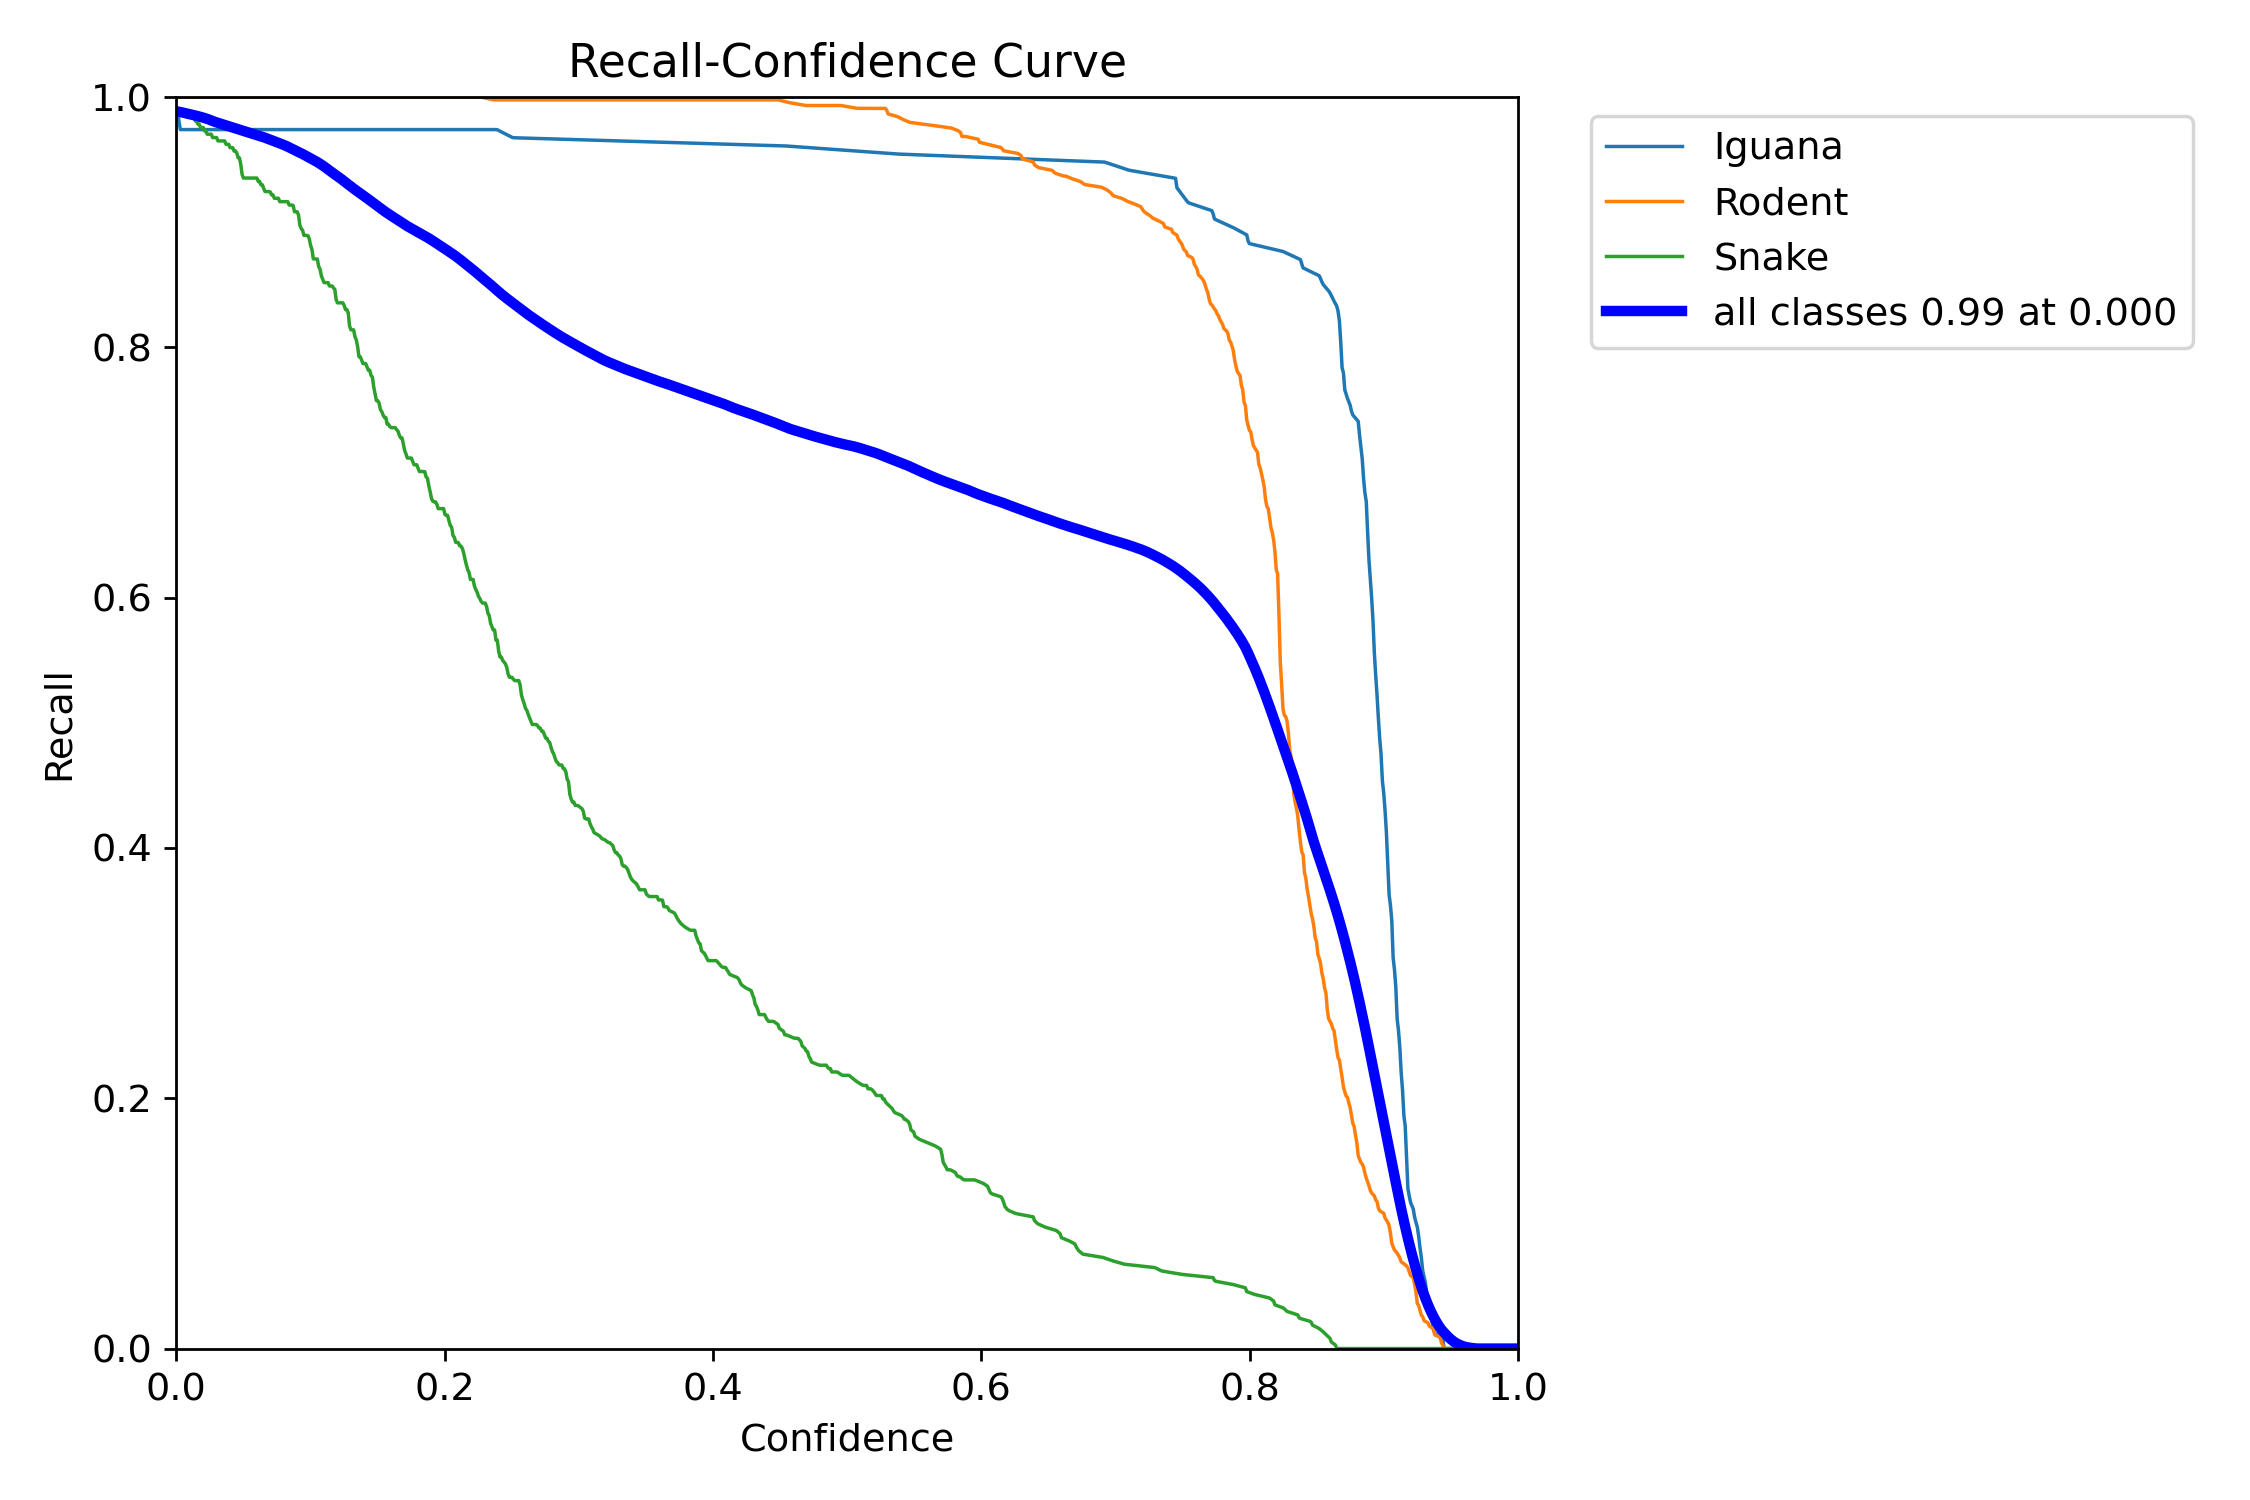 Recall-Confidence Curve
1.0
0.8
0.6
0.4
0.2
0.0
Recall
0.0 0.2 0.4 0.6 0.8 1.0
Confidence
Iguana
Rodent
Snake
all classes 0.99 at 0.000